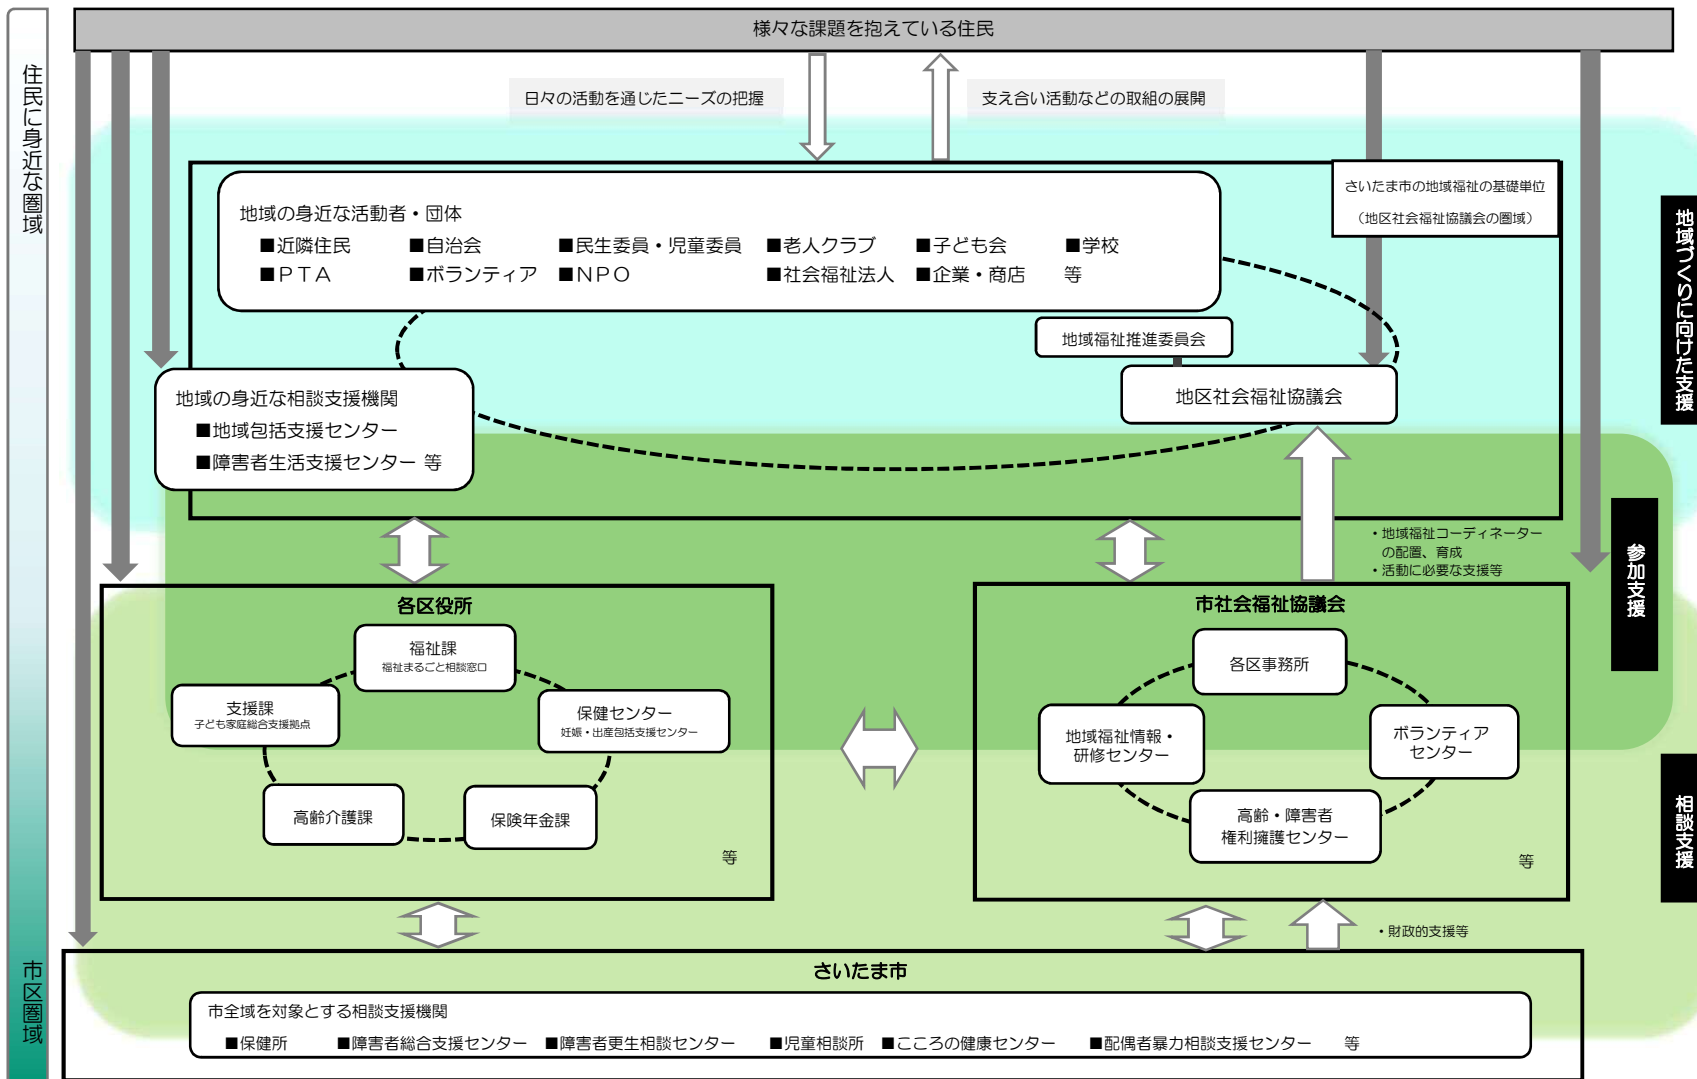 様々な課題を抱えている住民
住民に身近な圏域
日々の活動を通じたニーズの把握
支え合い活動などの取組の展開
さいたま市の地域福祉の基礎単位
（地区社会福祉協議会の圏域）
地域の身近な活動者・団体
■近隣住民 ■自治会 ■民生委員・児童委員 ■老人クラブ ■子ども会 ■学校
■ＰＴＡ ■ボランティア ■ＮＰＯ ■社会福祉法人 ■企業・商店 等
地域づくりに向けた支援
地域福祉推進委員会
地区社会福祉協議会
地域の身近な相談支援機関
■地域包括支援センター
■障害者生活支援センター 等
・地域福祉コーディネーター
の配置、育成
・活動に必要な支援等
参加支援
各区役所
福祉課
福祉まるごと相談窓口
支援課
子ども家庭総合支援拠点
保健センター
妊娠・出産包括支援センター
高齢介護課
保険年金課
等
市社会福祉協議会
各区事務所
地域福祉情報・
研修センター
ボランティア
センター
高齢・障害者
権利擁護センター
等
相談支援
・財政的支援等
市区圏域
さいたま市
市全域を対象とする相談支援機関
■保健所 ■障害者総合支援センター ■障害者更生相談センター ■児童相談所 ■こころの健康センター ■配偶者暴力相談支援センター 等